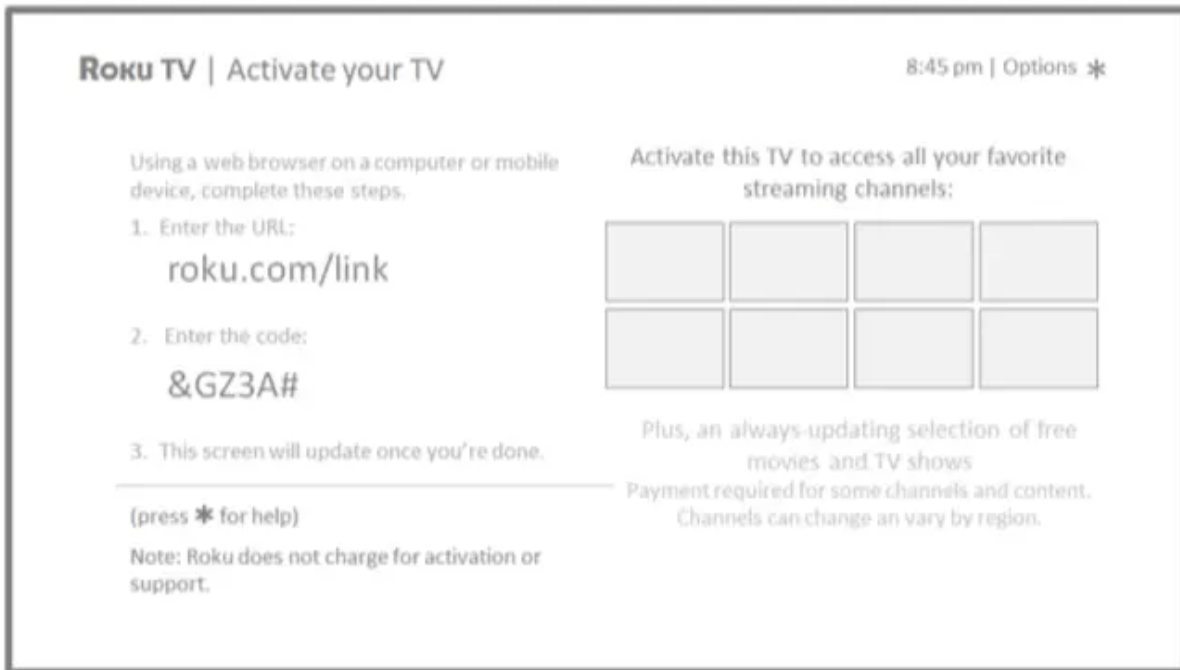 Roku TV | Activate your TV
8:45 pm | Options ✱
Using a web browser on a computer or mobile
device, complete these steps.
1. Enter the URL:
roku.com/link
2. Enter the code:
&GZ3A#
3. This screen will update once you're done.
(press ✱ for help)
Note: Roku does not charge for activation or
support.
Activate this TV to access all your favorite
streaming channels:
Plus, an always-updating selection of free
movies and TV shows
Payment required for some channels and content.
Channels can change an vary by region.